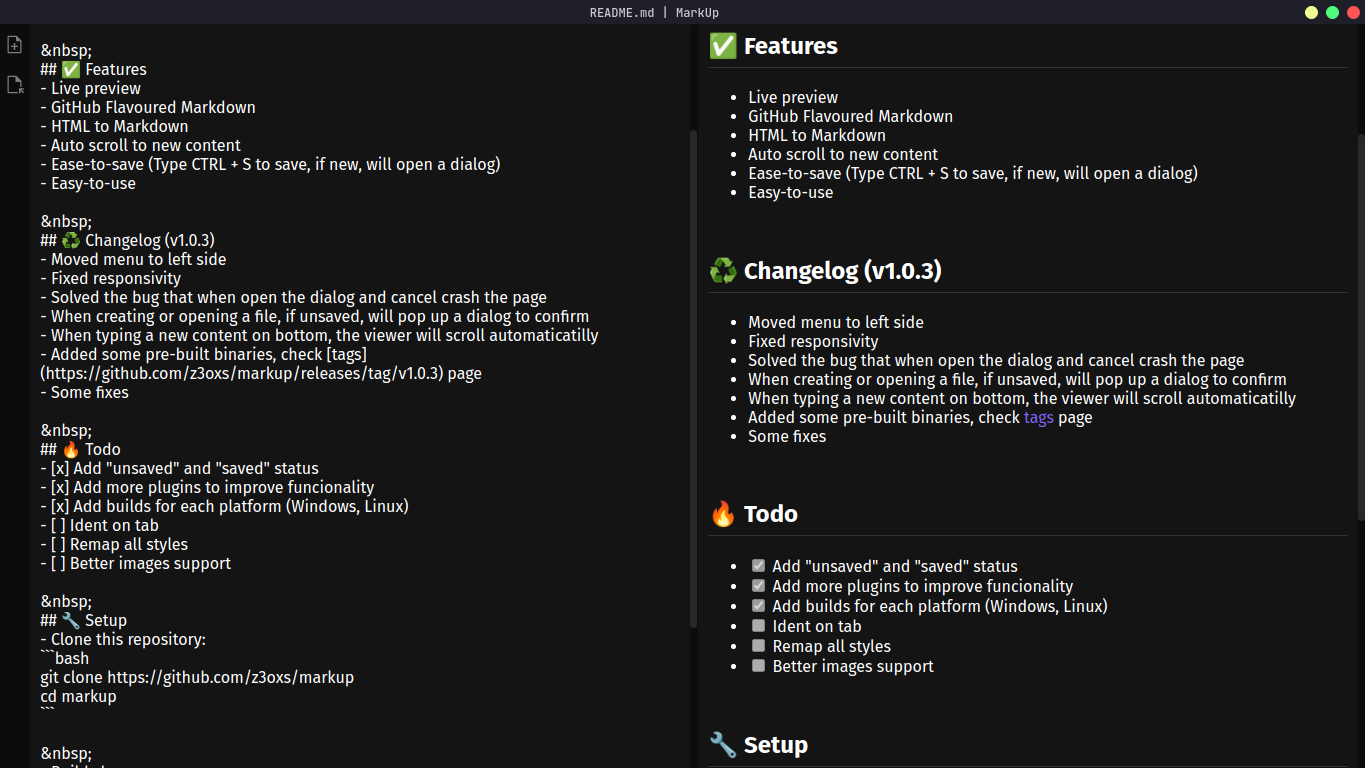 README.md | MarkUp
&nbsp;
## ✅ Features
- Live preview
- GitHub Flavoured Markdown
- HTML to Markdown
- Auto scroll to new content
- Ease-to-save (Type CTRL + S to save, if new, will open a dialog)
- Easy-to-use
&nbsp;
## ♻️ Changelog (v1.0.3)
- Moved menu to left side
- Fixed responsivity
- Solved the bug that when open the dialog and cancel crash the page
- When creating or opening a file, if unsaved, will pop up a dialog to confirm
- When typing a new content on bottom, the viewer will scroll automaticatilly
- Added some pre-built binaries, check [tags]
(https://github.com/z3oxs/markup/releases/tag/v1.0.3) page
- Some fixes
&nbsp;
## 🔥 Todo
- [x] Add "unsaved" and "saved" status
- [x] Add more plugins to improve funcionality
- [x] Add builds for each platform (Windows, Linux)
- [ ] Ident on tab
- [ ] Remap all styles
- [ ] Better images support
&nbsp;
## 🔧 Setup
- Clone this repository:
```bash
git clone https://github.com/z3oxs/markup
cd markup
```
&nbsp;
✅ Features
• Live preview
• GitHub Flavoured Markdown
• HTML to Markdown
• Auto scroll to new content
• Ease-to-save (Type CTRL + S to save, if new, will open a dialog)
• Easy-to-use
♻️ Changelog (v1.0.3)
• Moved menu to left side
• Fixed responsivity
• Solved the bug that when open the dialog and cancel crash the page
• When creating or opening a file, if unsaved, will pop up a dialog to confirm
• When typing a new content on bottom, the viewer will scroll automaticatilly
• Added some pre-built binaries, check tags page
• Some fixes
🔥 Todo
• ☑ Add "unsaved" and "saved" status
• ☑ Add more plugins to improve funcionality
• ☑ Add builds for each platform (Windows, Linux)
• ☐ Ident on tab
• ☐ Remap all styles
• ☐ Better images support
🔧 Setup